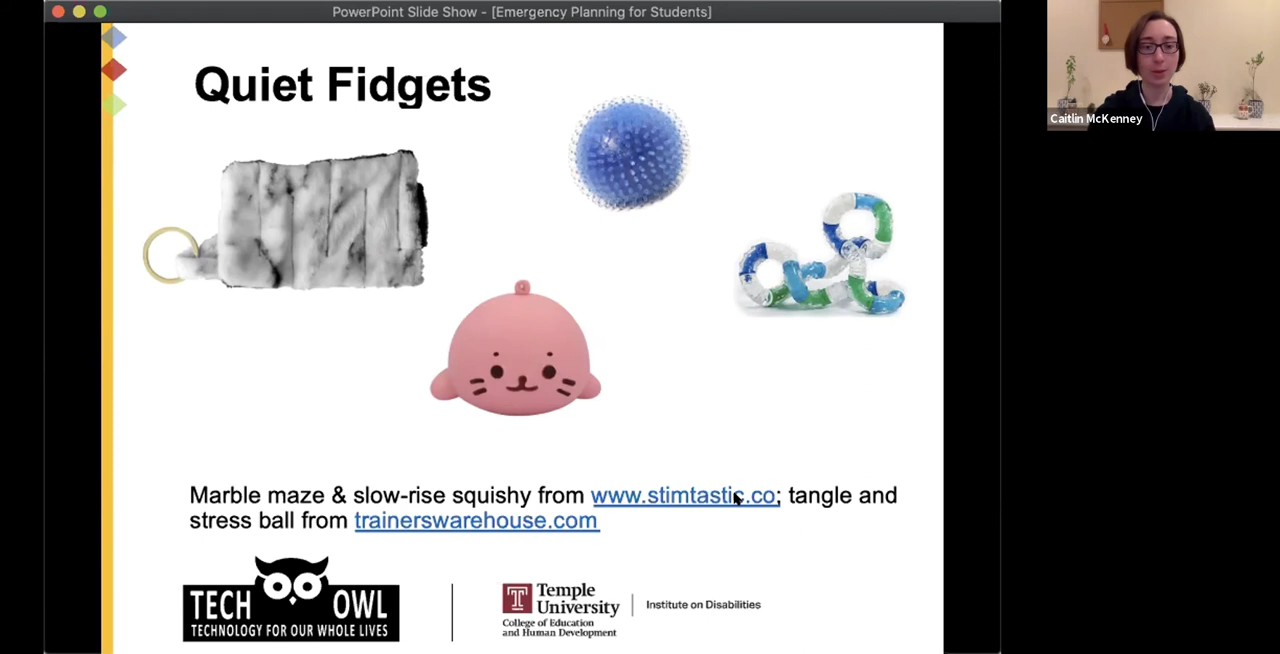 PowerPoint Slide Show - [Emergency Planning for Students]
Quiet Fidgets
Caitlin McKenney
Marble maze & slow-rise squishy from www.stimtastic.co; tangle and
stress ball from trainerswarehouse.com
TECH OWL
TECHNOLOGY FOR OUR WHOLE LIVES
T
Temple
University
College of Education
and Human Development
Institute on Disabilities